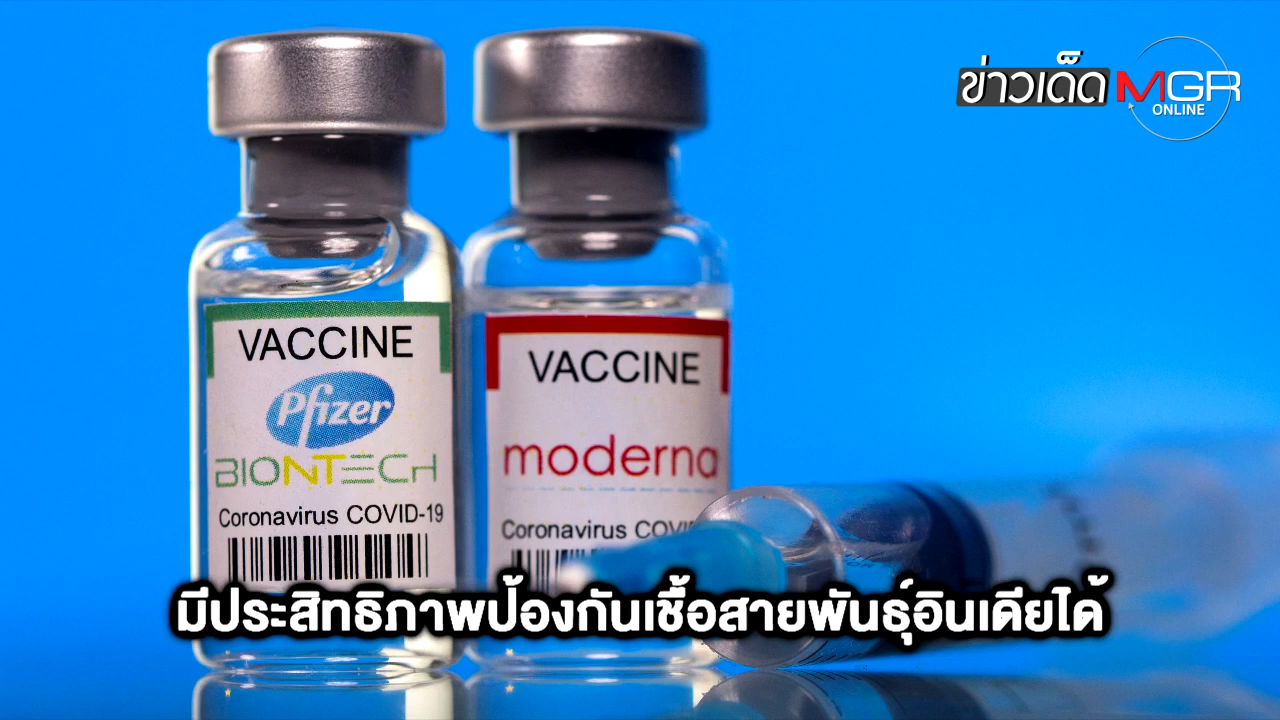 ข่าวเด็ด MGR
ONLINE
VACCINE
Pfizer
BIONTECH
Coronavirus COVID-19
VACCINE
moderna
Coronavirus
มีประสิทธิภาพป้องกันเชื้อสายพันธุ์อินเดียได้